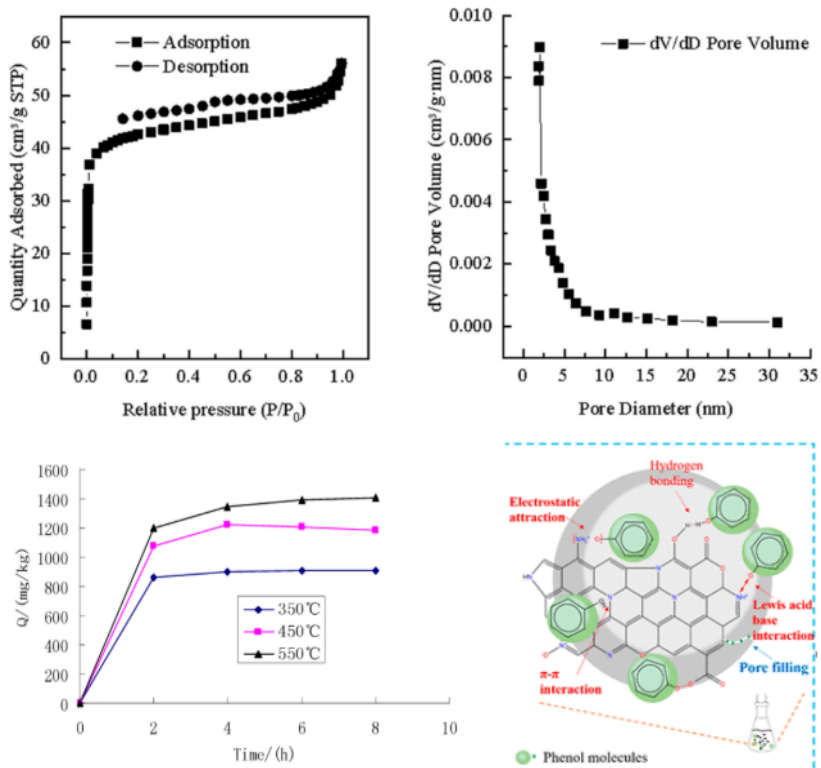 Adsorption
Desorption
Quantity Adsorbed (cm³/g STP)
60
50
40
30
20
10
0
0.0 0.2 0.4 0.6 0.8 1.0
Relative pressure (P/P₀)
dV/dD Pore Volume
dV/dD Pore Volume (cm³/g·nm)
0.010
0.008
0.006
0.004
0.002
0.000
0 5 10 15 20 25 30 35
Pore Diameter (nm)
Q/(mg/kg)
1600
1400
1200
1000
800
600
400
200
0
350℃
450℃
550℃
0 2 4 6 8 10
Time/(h)
Hydrogen
bonding
Electrostatic
attraction
Lewis acid
base
interaction
Pore filling
π-π
interaction
Phenol molecules